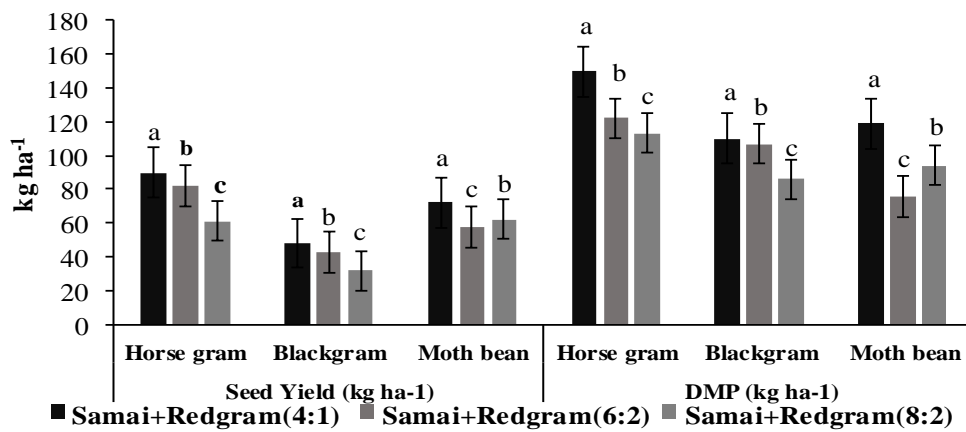 180
160
140
120
100
80
60
40
20
0
kg ha-1
a b c
a b c
a c b
a b c
a b c
a c b
Horse gram Blackgram Moth bean Horse gram Blackgram Moth bean
Seed Yield (kg ha-1) DMP (kg ha-1)
Samai+Redgram(4:1) Samai+Redgram(6:2) Samai+Redgram(8:2)